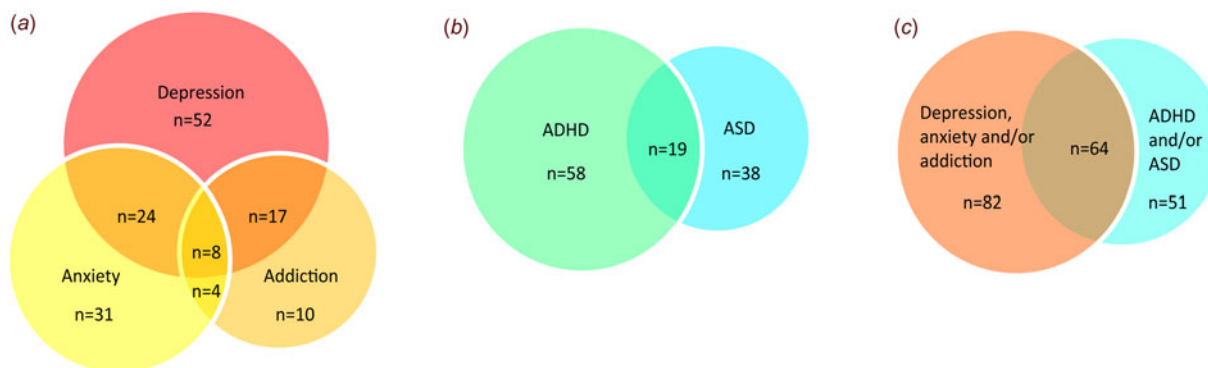 (a)
Depression
n=52
n=24
n=17
n=8
Anxiety
n=4
Addiction
n=31
n=10
(b)
ADHD
n=58
n=19
ASD
n=38
(c)
Depression,
anxiety and/or
addiction
n=82
n=64
ADHD
and/or
ASD
n=51